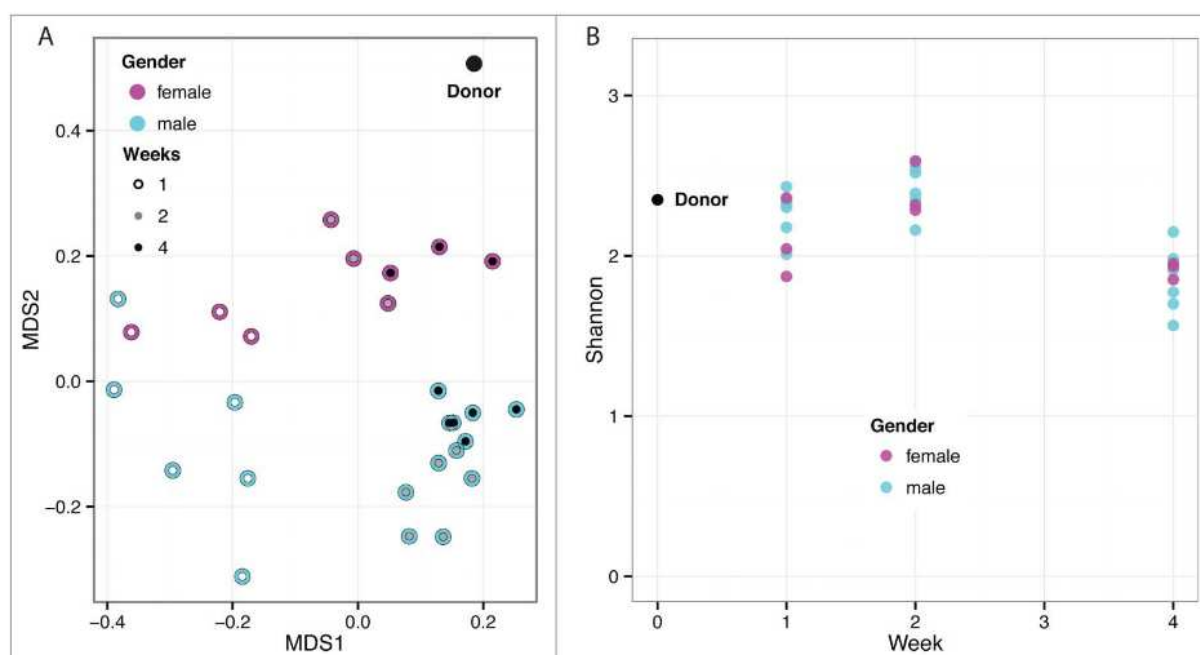 A
Gender
female
male
Weeks
1
2
4
Donor
0.4
0.2
0.0
−0.2
MDS2
−0.4
−0.2
0.0
0.2
MDS1
B
3
2
1
0
Shannon
Donor
Gender
female
male
0
1
2
3
4
Week